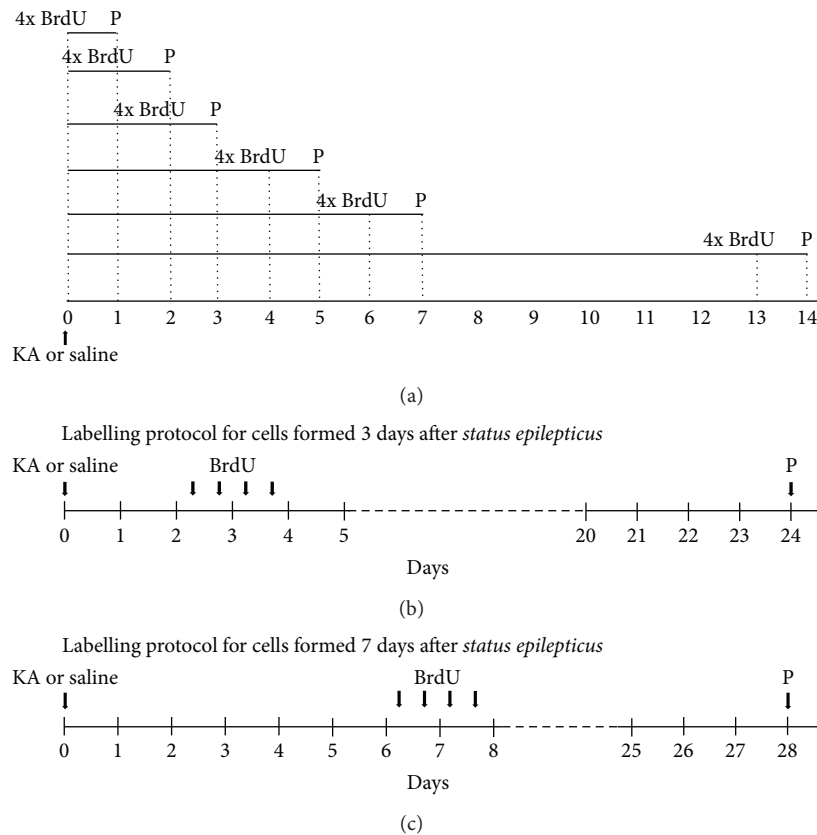 4x BrdU P
4x BrdU P
4x BrdU P
4x BrdU P
4x BrdU P
4x BrdU P
0 1 2 3 4 5 6 7 8 9 10 11 12 13 14
KA or saline
(a)
Labelling protocol for cells formed 3 days after status epilepticus
KA or saline BrdU P
0 1 2 3 4 5 20 21 22 23 24
Days
(b)
Labelling protocol for cells formed 7 days after status epilepticus
KA or saline BrdU P
0 1 2 3 4 5 6 7 8 25 26 27 28
Days
(c)